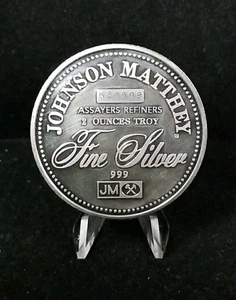 JOHNSON MATTHEY
ASSAYERS REFINERS
2 OUNCES TROY
Fine Silver
999
JM